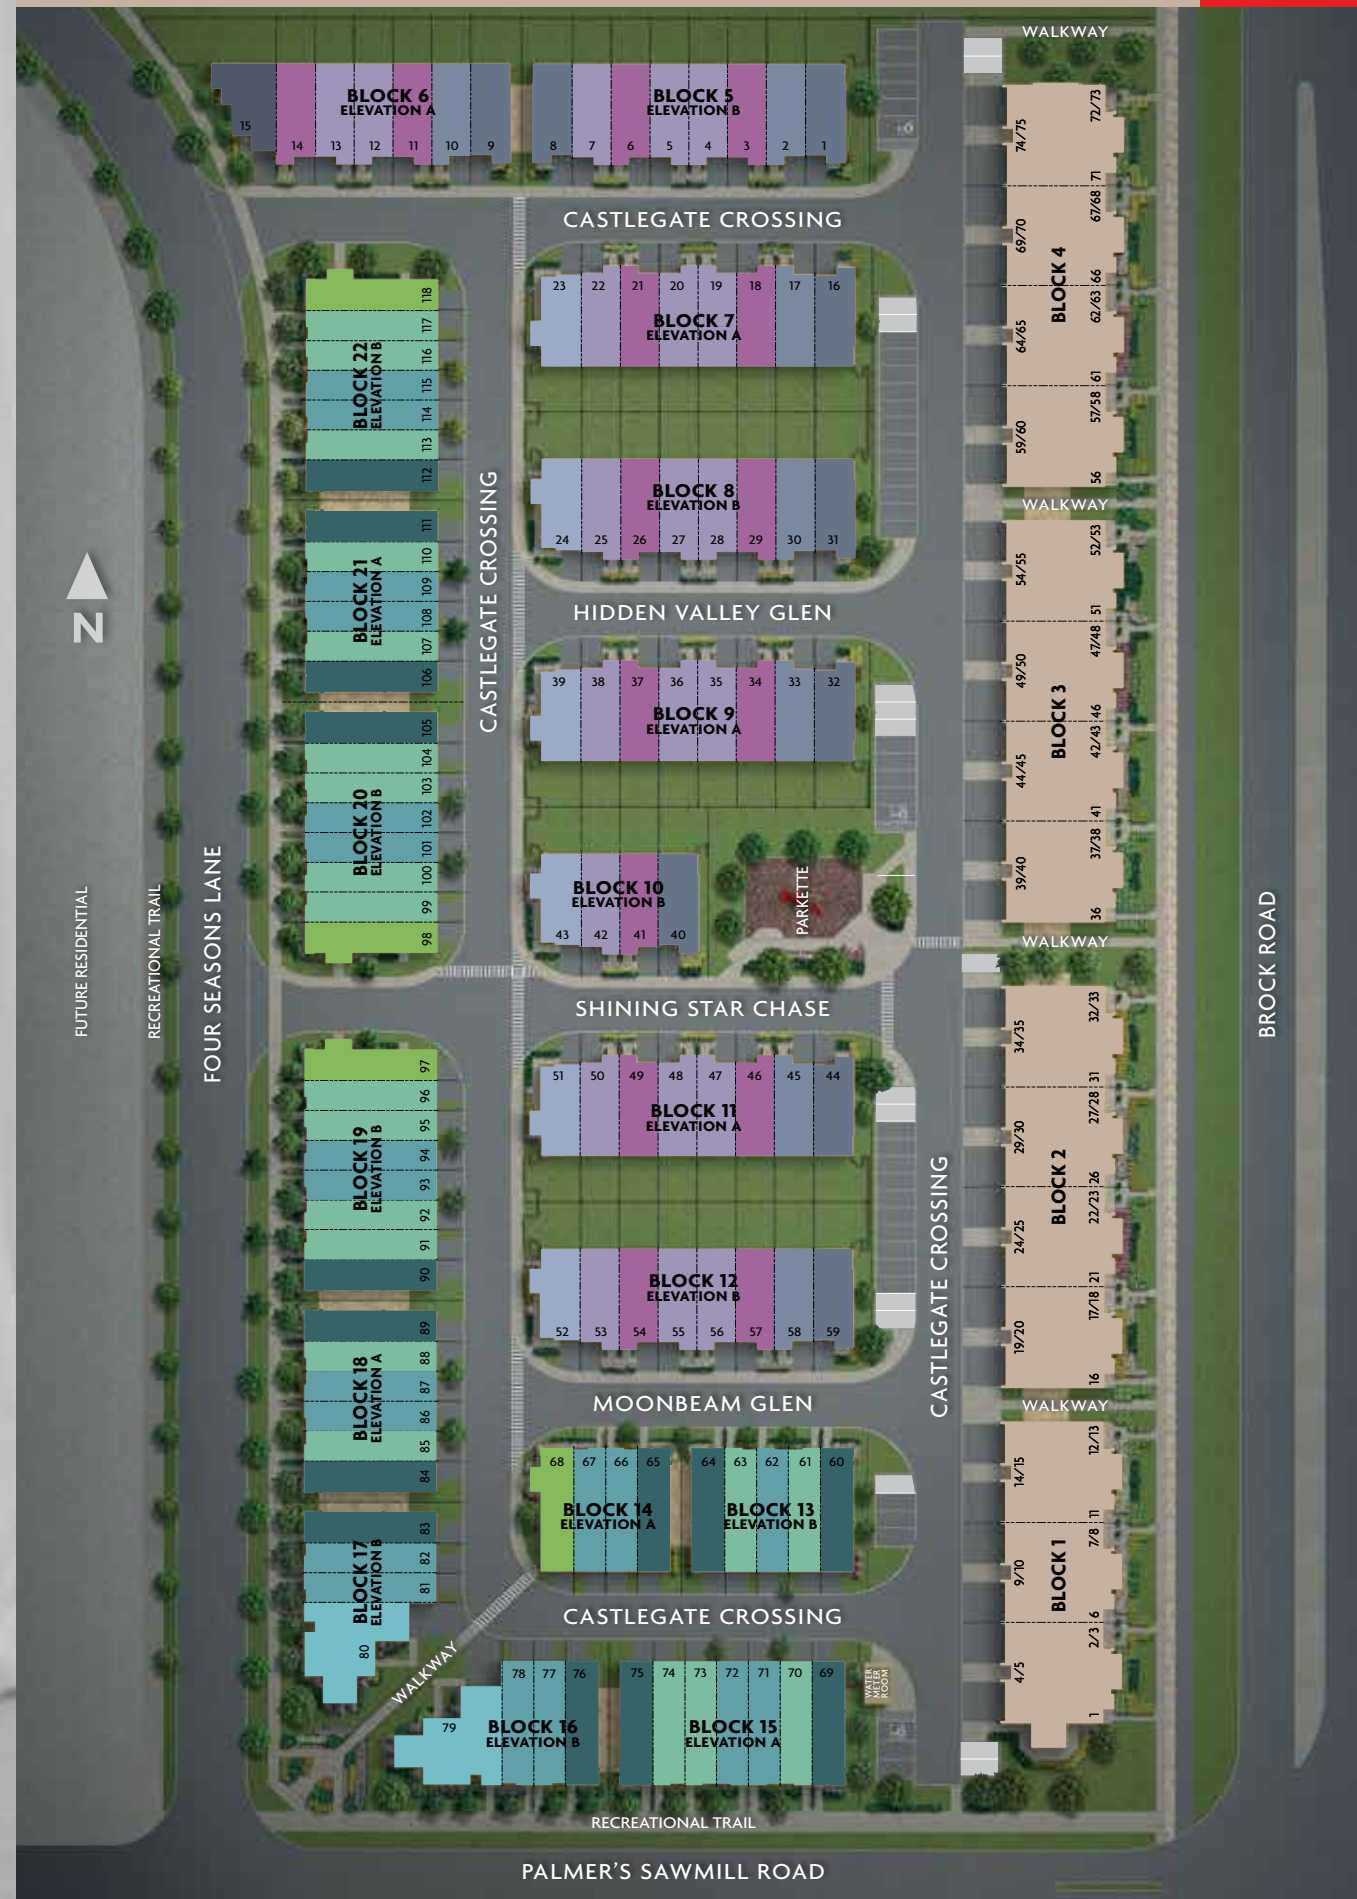 WALKWAY
BLOCK 6
ELEVATION A
15
14
13
12
11
10
9
BLOCK 5
ELEVATION B
8
7
6
5
4
3
2
1
CASTLEGATE CROSSING
118
117
116
115
114
113
112
BLOCK 22
ELEVATION B
23
22
21
20
19
18
17
16
BLOCK 7
ELEVATION A
72/73
74/75
71
67/68
69/70
66
62/63
64/65
61
57/58
59/60
56
BLOCK 4
BLOCK 8
ELEVATION B
24
25
26
27
28
29
30
31
CASTLEGATE CROSSING
WALKWAY
111
110
109
108
107
106
BLOCK 21
ELEVATION A
N
HIDDEN VALLEY GLEN
52/53
54/55
51
47/48
49/50
46
42/43
44/45
41
37/38
39/40
36
BLOCK 3
39
38
37
36
35
34
33
32
BLOCK 9
ELEVATION A
105
104
103
102
101
100
99
98
BLOCK 20
ELEVATION B
BLOCK 10
ELEVATION B
43
42
41
40
PARKETTE
WALKWAY
FUTURE RESIDENTIAL
RECREATIONAL TRAIL
FOUR SEASONS LANE
BROCK ROAD
SHINING STAR CHASE
32/33
34/35
31
27/28
29/30
26
22/23
24/25
21
17/18
19/20
16
BLOCK 2
97
96
95
94
93
92
91
90
BLOCK 19
ELEVATION B
51
50
49
48
47
46
45
44
BLOCK 11
ELEVATION A
BLOCK 12
ELEVATION B
52
53
54
55
56
57
58
59
CASTLEGATE CROSSING
89
88
87
86
85
84
BLOCK 18
ELEVATION A
MOONBEAM GLEN
WALKWAY
12/13
14/15
11
7/8
9/10
6
2/3
4/5
1
BLOCK 1
68
67
66
65
BLOCK 14
ELEVATION A
64
63
62
61
60
BLOCK 13
ELEVATION B
83
82
81
80
BLOCK 17
ELEVATION B
CASTLEGATE CROSSING
WALKWAY
79
78
77
76
BLOCK 16
ELEVATION B
75
74
73
72
71
70
69
BLOCK 15
ELEVATION A
WATER
METER
ROOM
RECREATIONAL TRAIL
PALMER'S SAWMILL ROAD